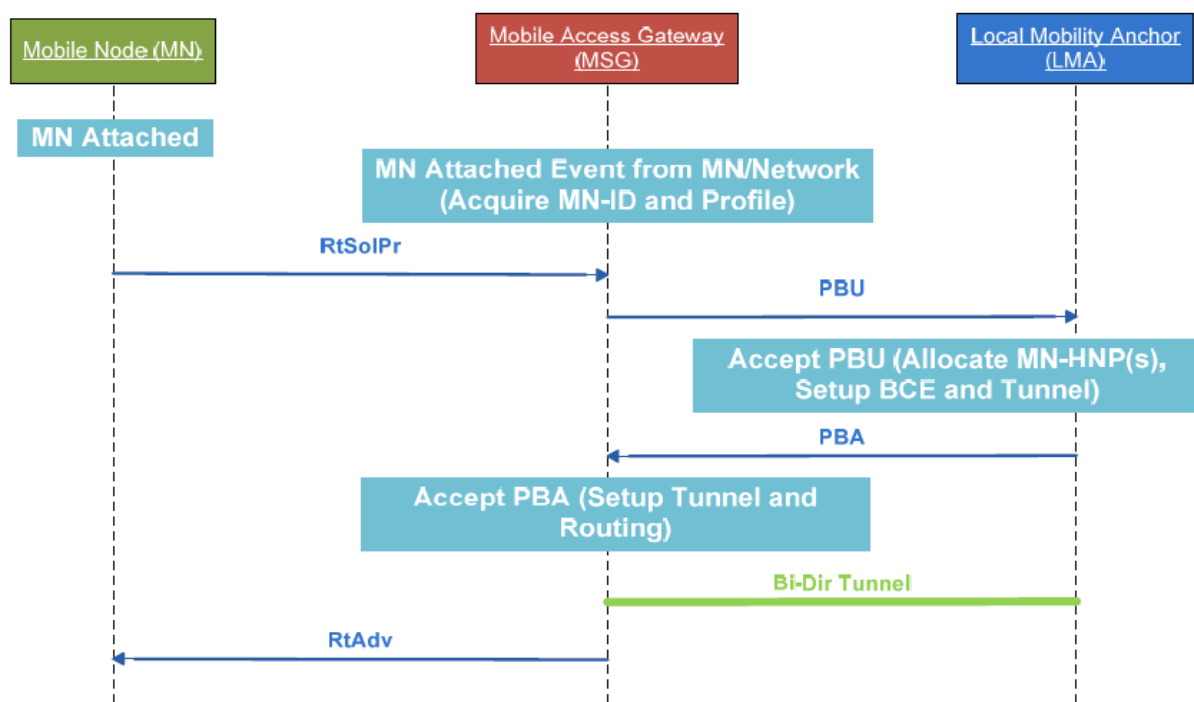 Mobile Node (MN)
Mobile Access Gateway
(MSG)
Local Mobility Anchor
(LMA)
MN Attached
MN Attached Event from MN/Network
(Acquire MN-ID and Profile)
RtSolPr
PBU
Accept PBU (Allocate MN-HNP(s),
Setup BCE and Tunnel)
PBA
Accept PBA (Setup Tunnel and
Routing)
Bi-Dir Tunnel
RtAdv